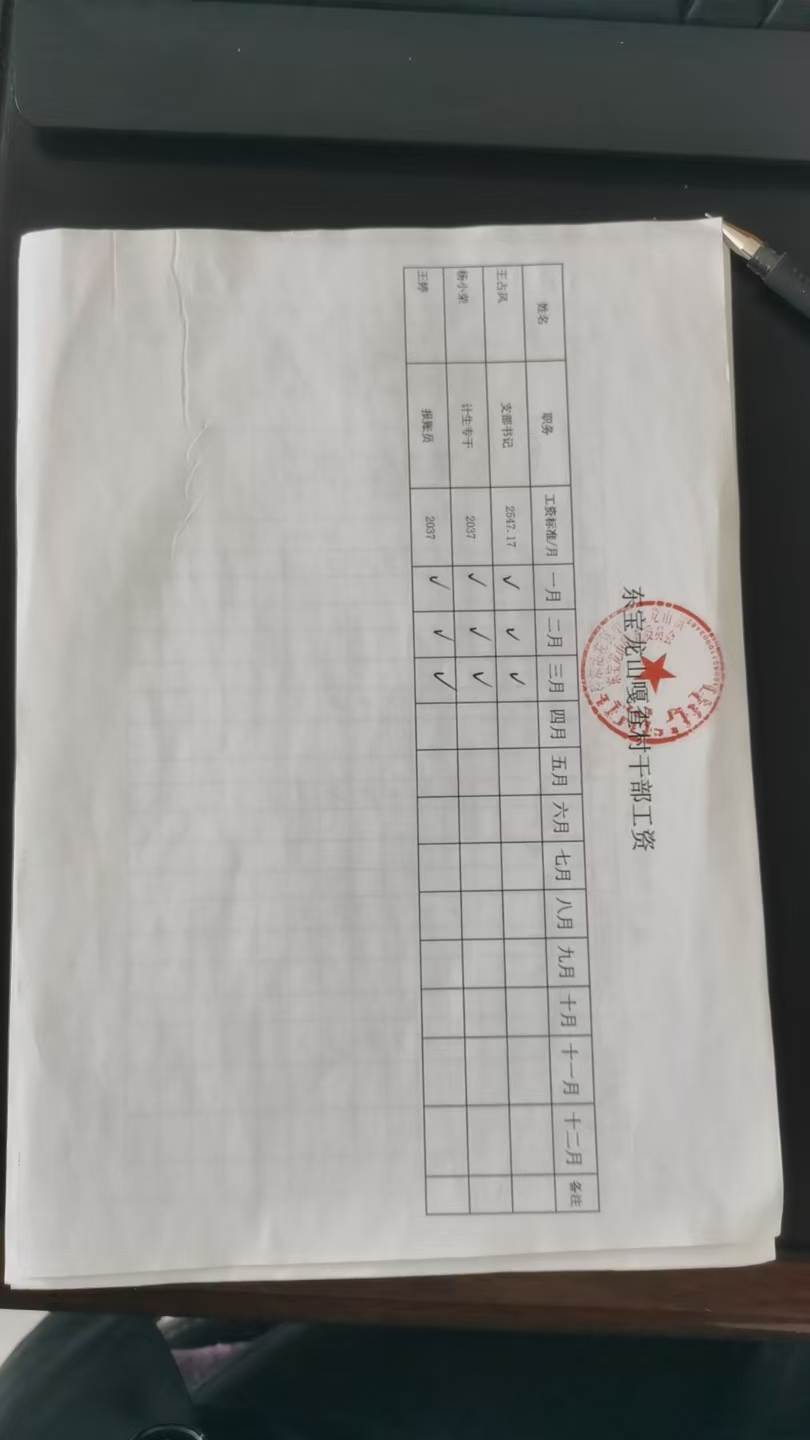 东宝龙山嘎查村干部工资
姓名 职务 工资标准/月 一月 二月 三月 四月 五月 六月 七月 八月 九月 十月 十一月 十二月 备注
王占凤 支部书记 2547.17 ✓ ✓ ✓
杨小荣 计生专干 2037 ✓ ✓ ✓
王婷 报账员 2037 ✓ ✓ ✓